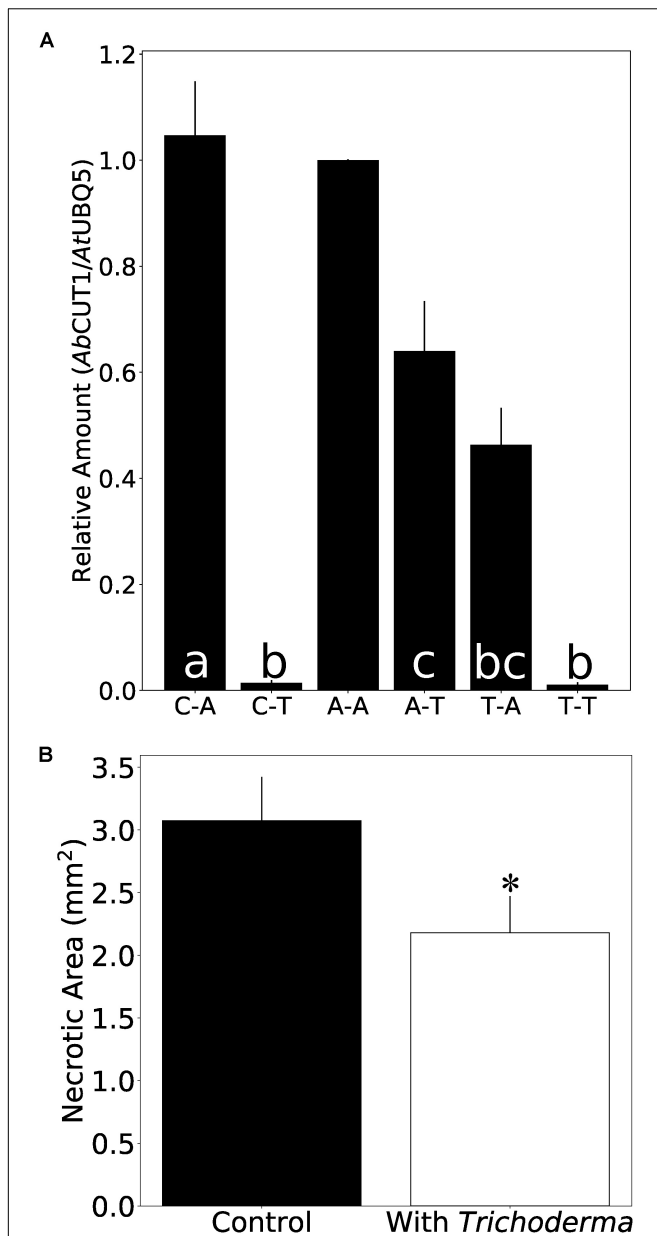 A
Relative Amount (AbCUT1/AtUBQ5)
1.2
1.0
0.8
0.6
0.4
0.2
0.0
a b c bc b
C-A C-T A-A A-T T-A T-T
B
Necrotic Area (mm²)
3.5
3.0
2.5
2.0
1.5
1.0
0.5
0.0
*
Control With Trichoderma